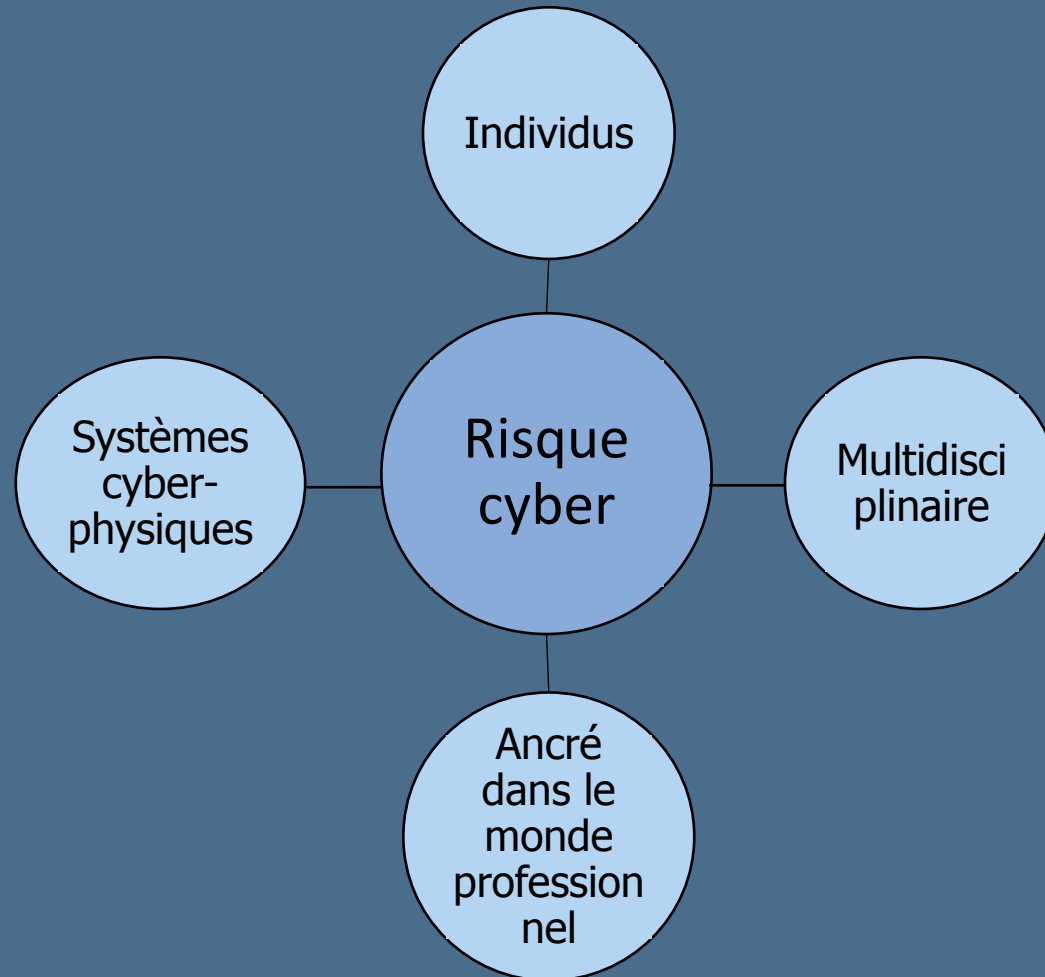 Individus
Systèmes
cyber-
physiques
Risque
cyber
Multidisci
plinaire
Ancré
dans le
monde
profession
nel